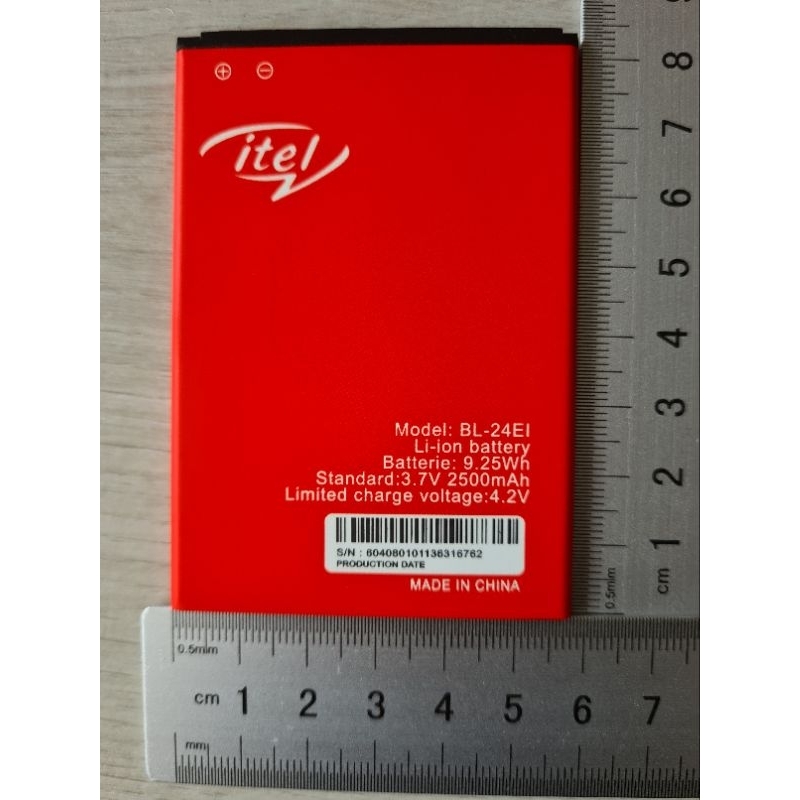 itel
Model: BL-24EI
Li-ion battery
Batterie: 9.25Wh
Standard:3.7V 2500mAh
Limited charge voltage:4.2V
S/N : 604080101136316762
PRODUCTION DATE
MADE IN CHINA
8
7
6
5
4
3
2
1
cm
0.5mm
0.5mm
cm 1 2 3 4 5 6 7
mm